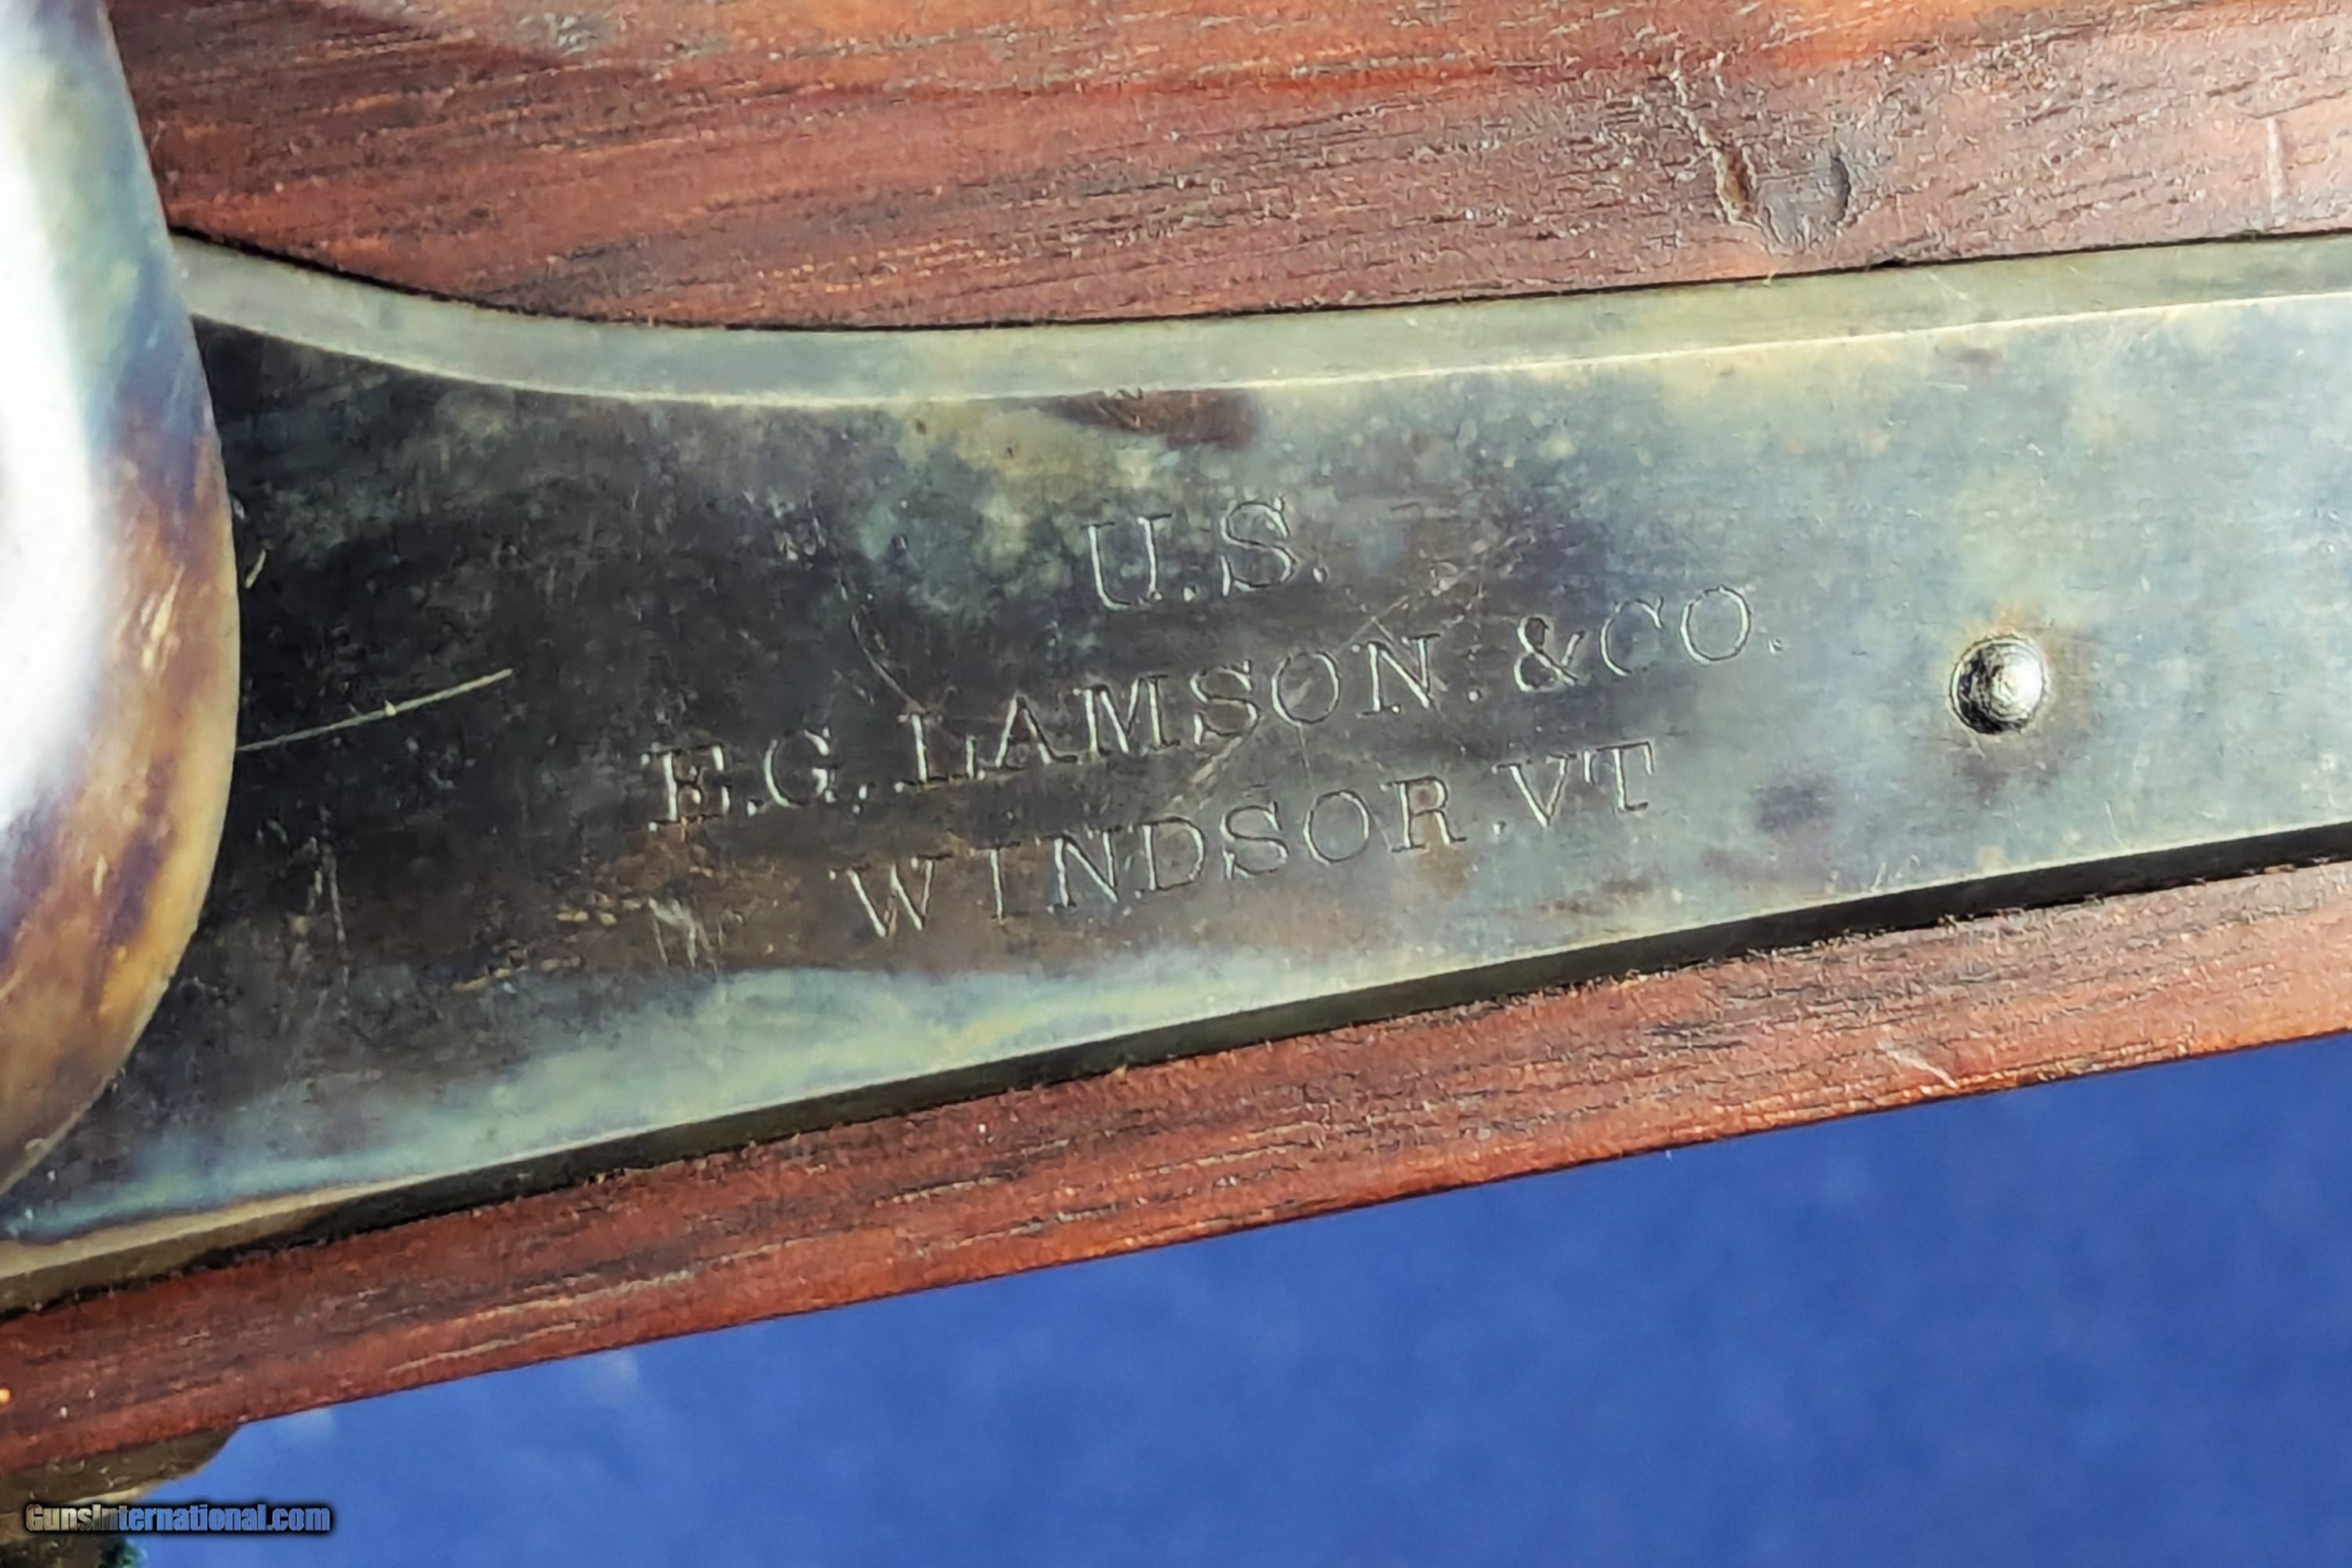 U.S.
E.G. LAMSON. & CO.
WINDSOR. VT
GunsInternational.com